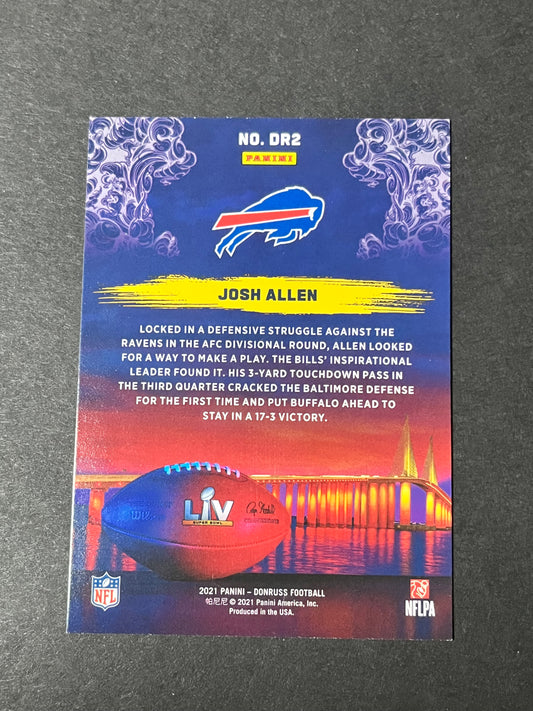 NO. DR2
PANINI
JOSH ALLEN
LOCKED IN A DEFENSIVE STRUGGLE AGAINST THE
RAVENS IN THE AFC DIVISIONAL ROUND, ALLEN LOOKED
FOR A WAY TO MAKE A PLAY. THE BILLS' INSPIRATIONAL
LEADER FOUND IT. HIS 3-YARD TOUCHDOWN PASS IN
THE THIRD QUARTER CRACKED THE BALTIMORE DEFENSE
FOR THE FIRST TIME AND PUT BUFFALO AHEAD TO
STAY IN A 17-3 VICTORY.
LIV
SUPER BOWL
NFL
2021 PANINI – DONRUSS FOOTBALL
帕尼尼 © 2021 Panini America, Inc.
Produced in the USA.
NFLPA